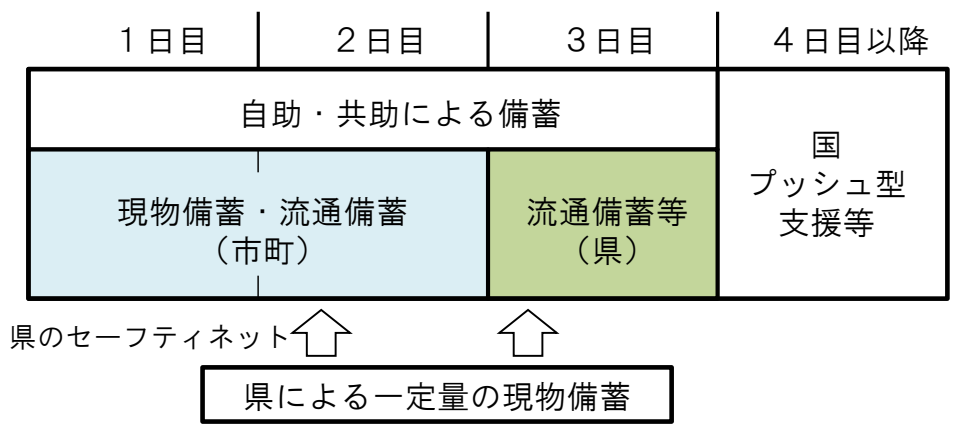 １日目 ２日目 ３日目 ４日目以降
自助・共助による備蓄
現物備蓄・流通備蓄
（市町）
流通備蓄等
（県）
国
プッシュ型
支援等
県のセーフティネット
県による一定量の現物備蓄